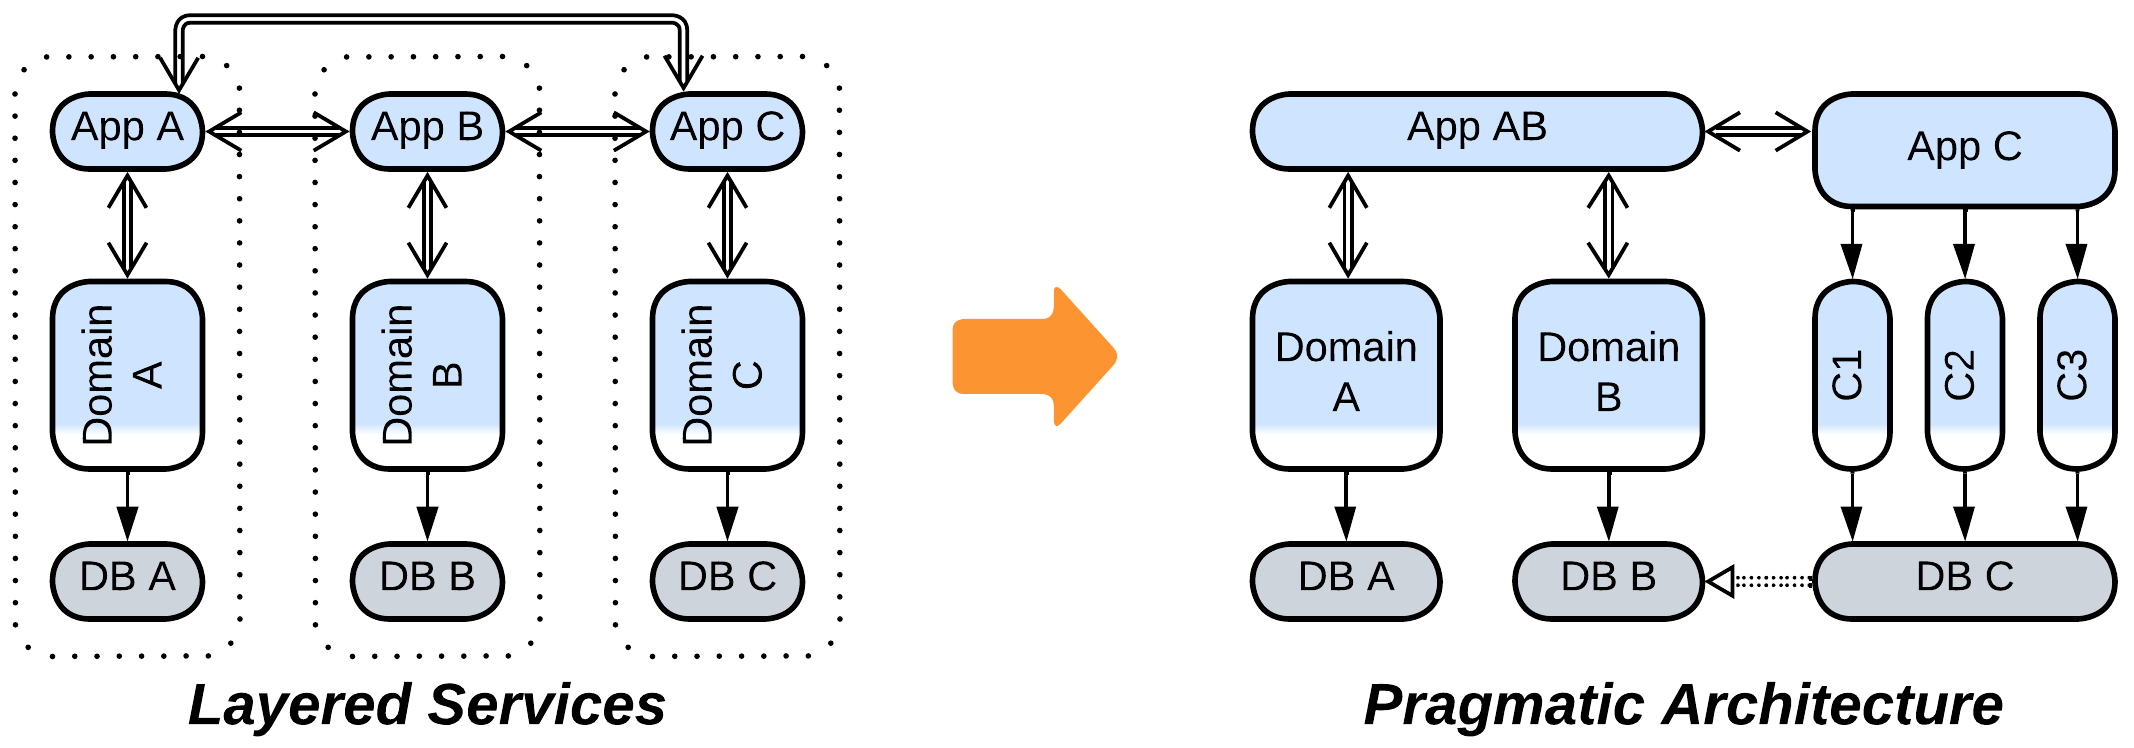 App A
App B
App C
Domain
A
Domain
B
Domain
C
DB A
DB B
DB C
Layered Services
App AB
App C
Domain
A
Domain
B
C1
C2
C3
DB A
DB B
DB C
Pragmatic Architecture